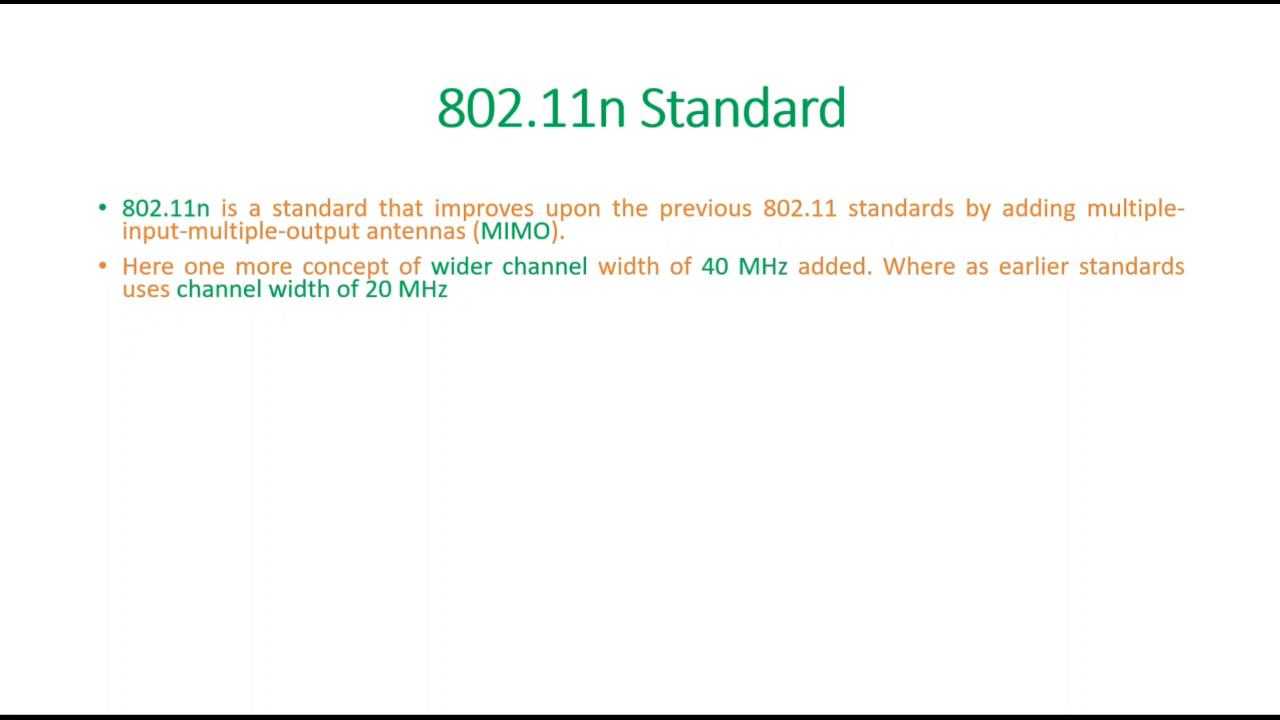 802.11n Standard
• 802.11n is a standard that improves upon the previous 802.11 standards by adding multiple-
input-multiple-output antennas (MIMO).
• Here one more concept of wider channel width of 40 MHz added. Where as earlier standards
uses channel width of 20 MHz